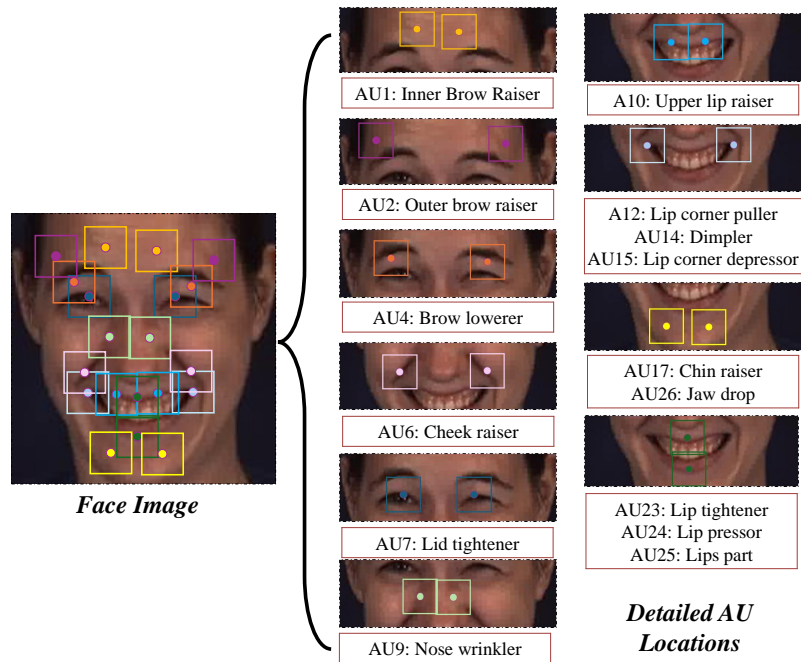 AU1: Inner Brow Raiser
AU2: Outer brow raiser
AU4: Brow lowerer
AU6: Cheek raiser
AU7: Lid tightener
AU9: Nose wrinkler
A10: Upper lip raiser
A12: Lip corner puller
AU14: Dimpler
AU15: Lip corner depressor
AU17: Chin raiser
AU26: Jaw drop
AU23: Lip tightener
AU24: Lip pressor
AU25: Lips part
Face Image
Detailed AU
Locations